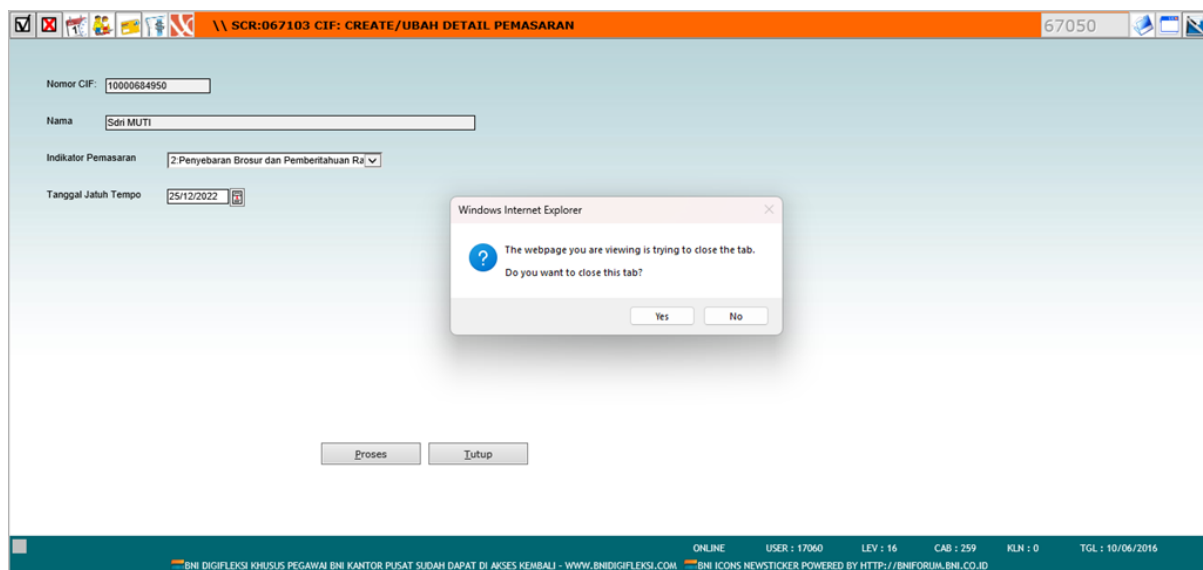 \\ SCR:067103 CIF: CREATE/UBAH DETAIL PEMASARAN
67050
Nomor CIF: 10000684950
Nama Sdri MUTI
Indikator Pemasaran 2:Penyebaran Brosur dan Pemberitahuan Ra
Tanggal Jatuh Tempo 25/12/2022
Windows Internet Explorer
The webpage you are viewing is trying to close the tab.
Do you want to close this tab?
Yes No
Proses Tutup
ONLINE USER : 17060 LEV : 16 CAB : 259 KLN : 0 TGL : 10/06/2016
BNI DIGIFLEKSI KHUSUS PEGAWAI BNI KANTOR PUSAT SUDAH DAPAT DI AKSES KEMBALI - WWW.BNIDIGIFLEKSI.COM BNI ICONS NEWSTICKER POWERED BY HTTP://BNIFORUM.BNI.CO.ID